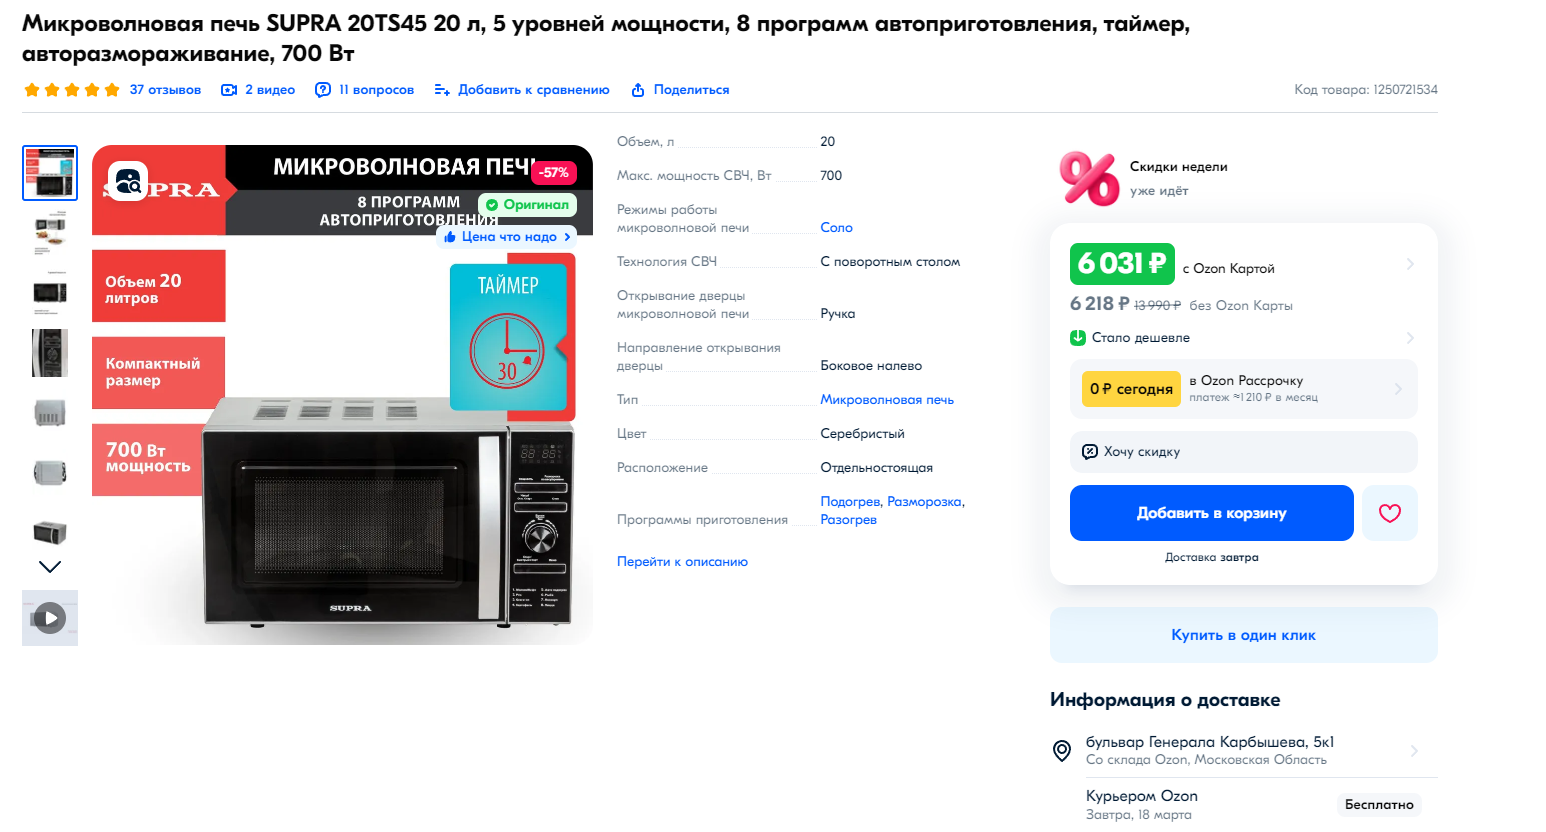 Микроволновая печь SUPRA 20TS45 20 л, 5 уровней мощности, 8 программ автоприготовления, таймер,
авторазмораживание, 700 Вт
37 отзывов
2 видео
11 вопросов
Добавить к сравнению
Поделиться
Код товара: 1250721534
МИКРОВОЛНОВАЯ ПЕЧЬ
-57%
8 ПРОГРАММ
АВТОПРИГОТОВЛЕНИЯ
Оригинал
Цена что надо
Объем 20
литров
Компактный
размер
700 Вт
мощность
ТАЙМЕР
30
SUPRA
Объем, л 20
Макс. мощность СВЧ, Вт 700
Режимы работы
микроволновой печи Соло
Технология СВЧ С поворотным столом
Открывание дверцы
микроволновой печи Ручка
Направление открывания
дверцы Боковое налево
Тип Микроволновая печь
Цвет Серебристый
Расположение Отдельностоящая
Программы приготовления Подогрев, Разморозка,
Разогрев
Перейти к описанию
Скидки недели
уже идёт
6 031 ₽ с Ozon Картой
6 218 ₽ 13 990 ₽ без Ozon Карты
Стало дешевле
0 ₽ сегодня
в Ozon Рассрочку
платеж ≈1 210 ₽ в месяц
Хочу скидку
Добавить в корзину
Доставка завтра
Купить в один клик
Информация о доставке
бульвар Генерала Карбышева, 5к1
Со склада Ozon, Московская Область
Курьером Ozon
Бесплатно
Завтра, 18 марта